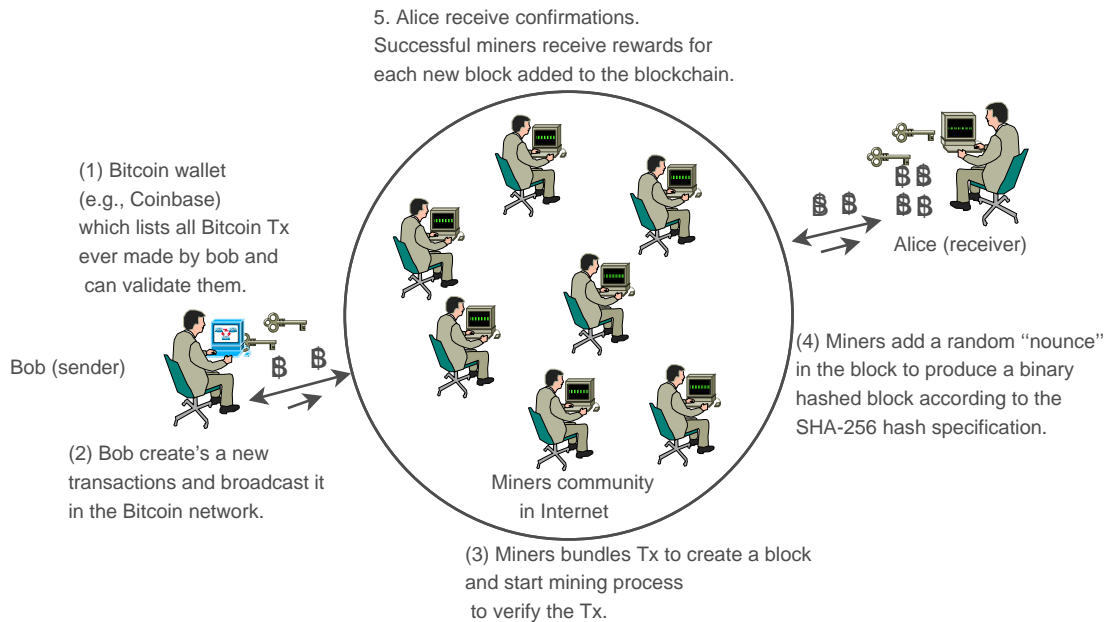 5. Alice receive confirmations.
Successful miners receive rewards for
each new block added to the blockchain.
(1) Bitcoin wallet
(e.g., Coinbase)
which lists all Bitcoin Tx
ever made by bob and
can validate them.
Bob (sender)
(2) Bob create's a new
transactions and broadcast it
in the Bitcoin network.
Miners community
in Internet
(3) Miners bundles Tx to create a block
and start mining process
to verify the Tx.
Alice (receiver)
(4) Miners add a random “nounce”
in the block to produce a binary
hashed block according to the
SHA-256 hash specification.